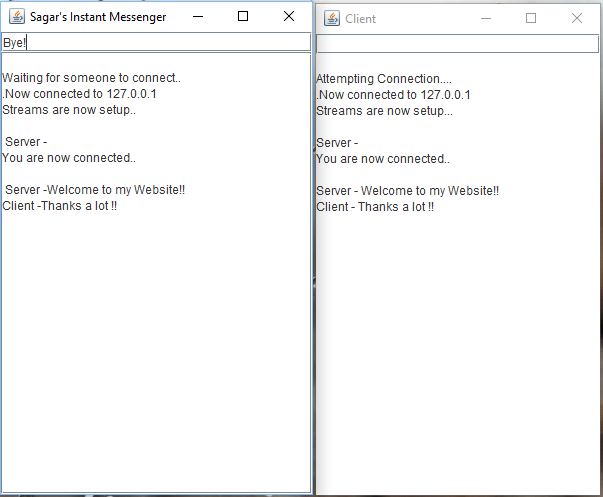 Sagar's Instant Messenger
Bye!
Waiting for someone to connect..
.Now connected to 127.0.0.1
Streams are now setup..
Server -
You are now connected..
Server -Welcome to my Website!!
Client -Thanks a lot !!
Client
Attempting Connection....
.Now connected to 127.0.0.1
Streams are now setup...
Server -
You are now connected..
Server - Welcome to my Website!!
Client - Thanks a lot !!